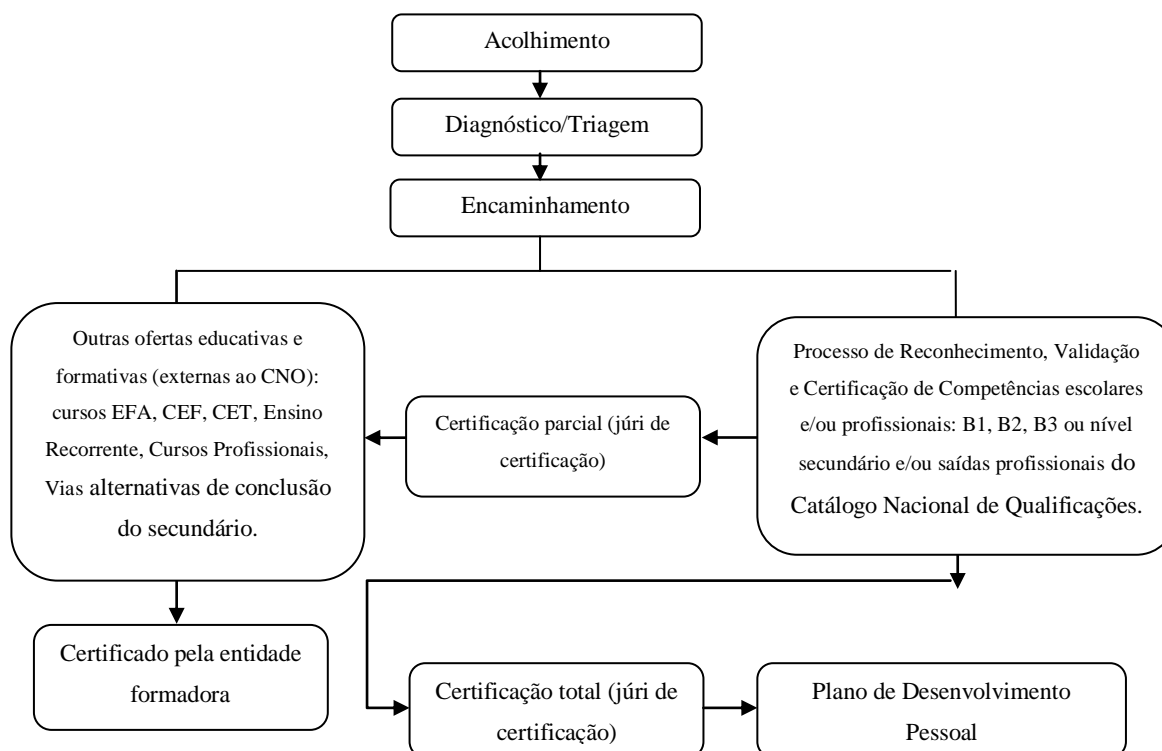 Acolhimento
Diagnóstico/Triagem
Encaminhamento
Outras ofertas educativas e
formativas (externas ao CNO):
cursos EFA, CEF, CET, Ensino
Recorrente, Cursos Profissionais,
Vias alternativas de conclusão
do secundário.
Certificação parcial (júri de
certificação)
Processo de Reconhecimento, Validação
e Certificação de Competências escolares
e/ou profissionais: B1, B2, B3 ou nível
secundário e/ou saídas profissionais do
Catálogo Nacional de Qualificações.
Certificado pela entidade
formadora
Certificação total (júri de
certificação)
Plano de Desenvolvimento
Pessoal